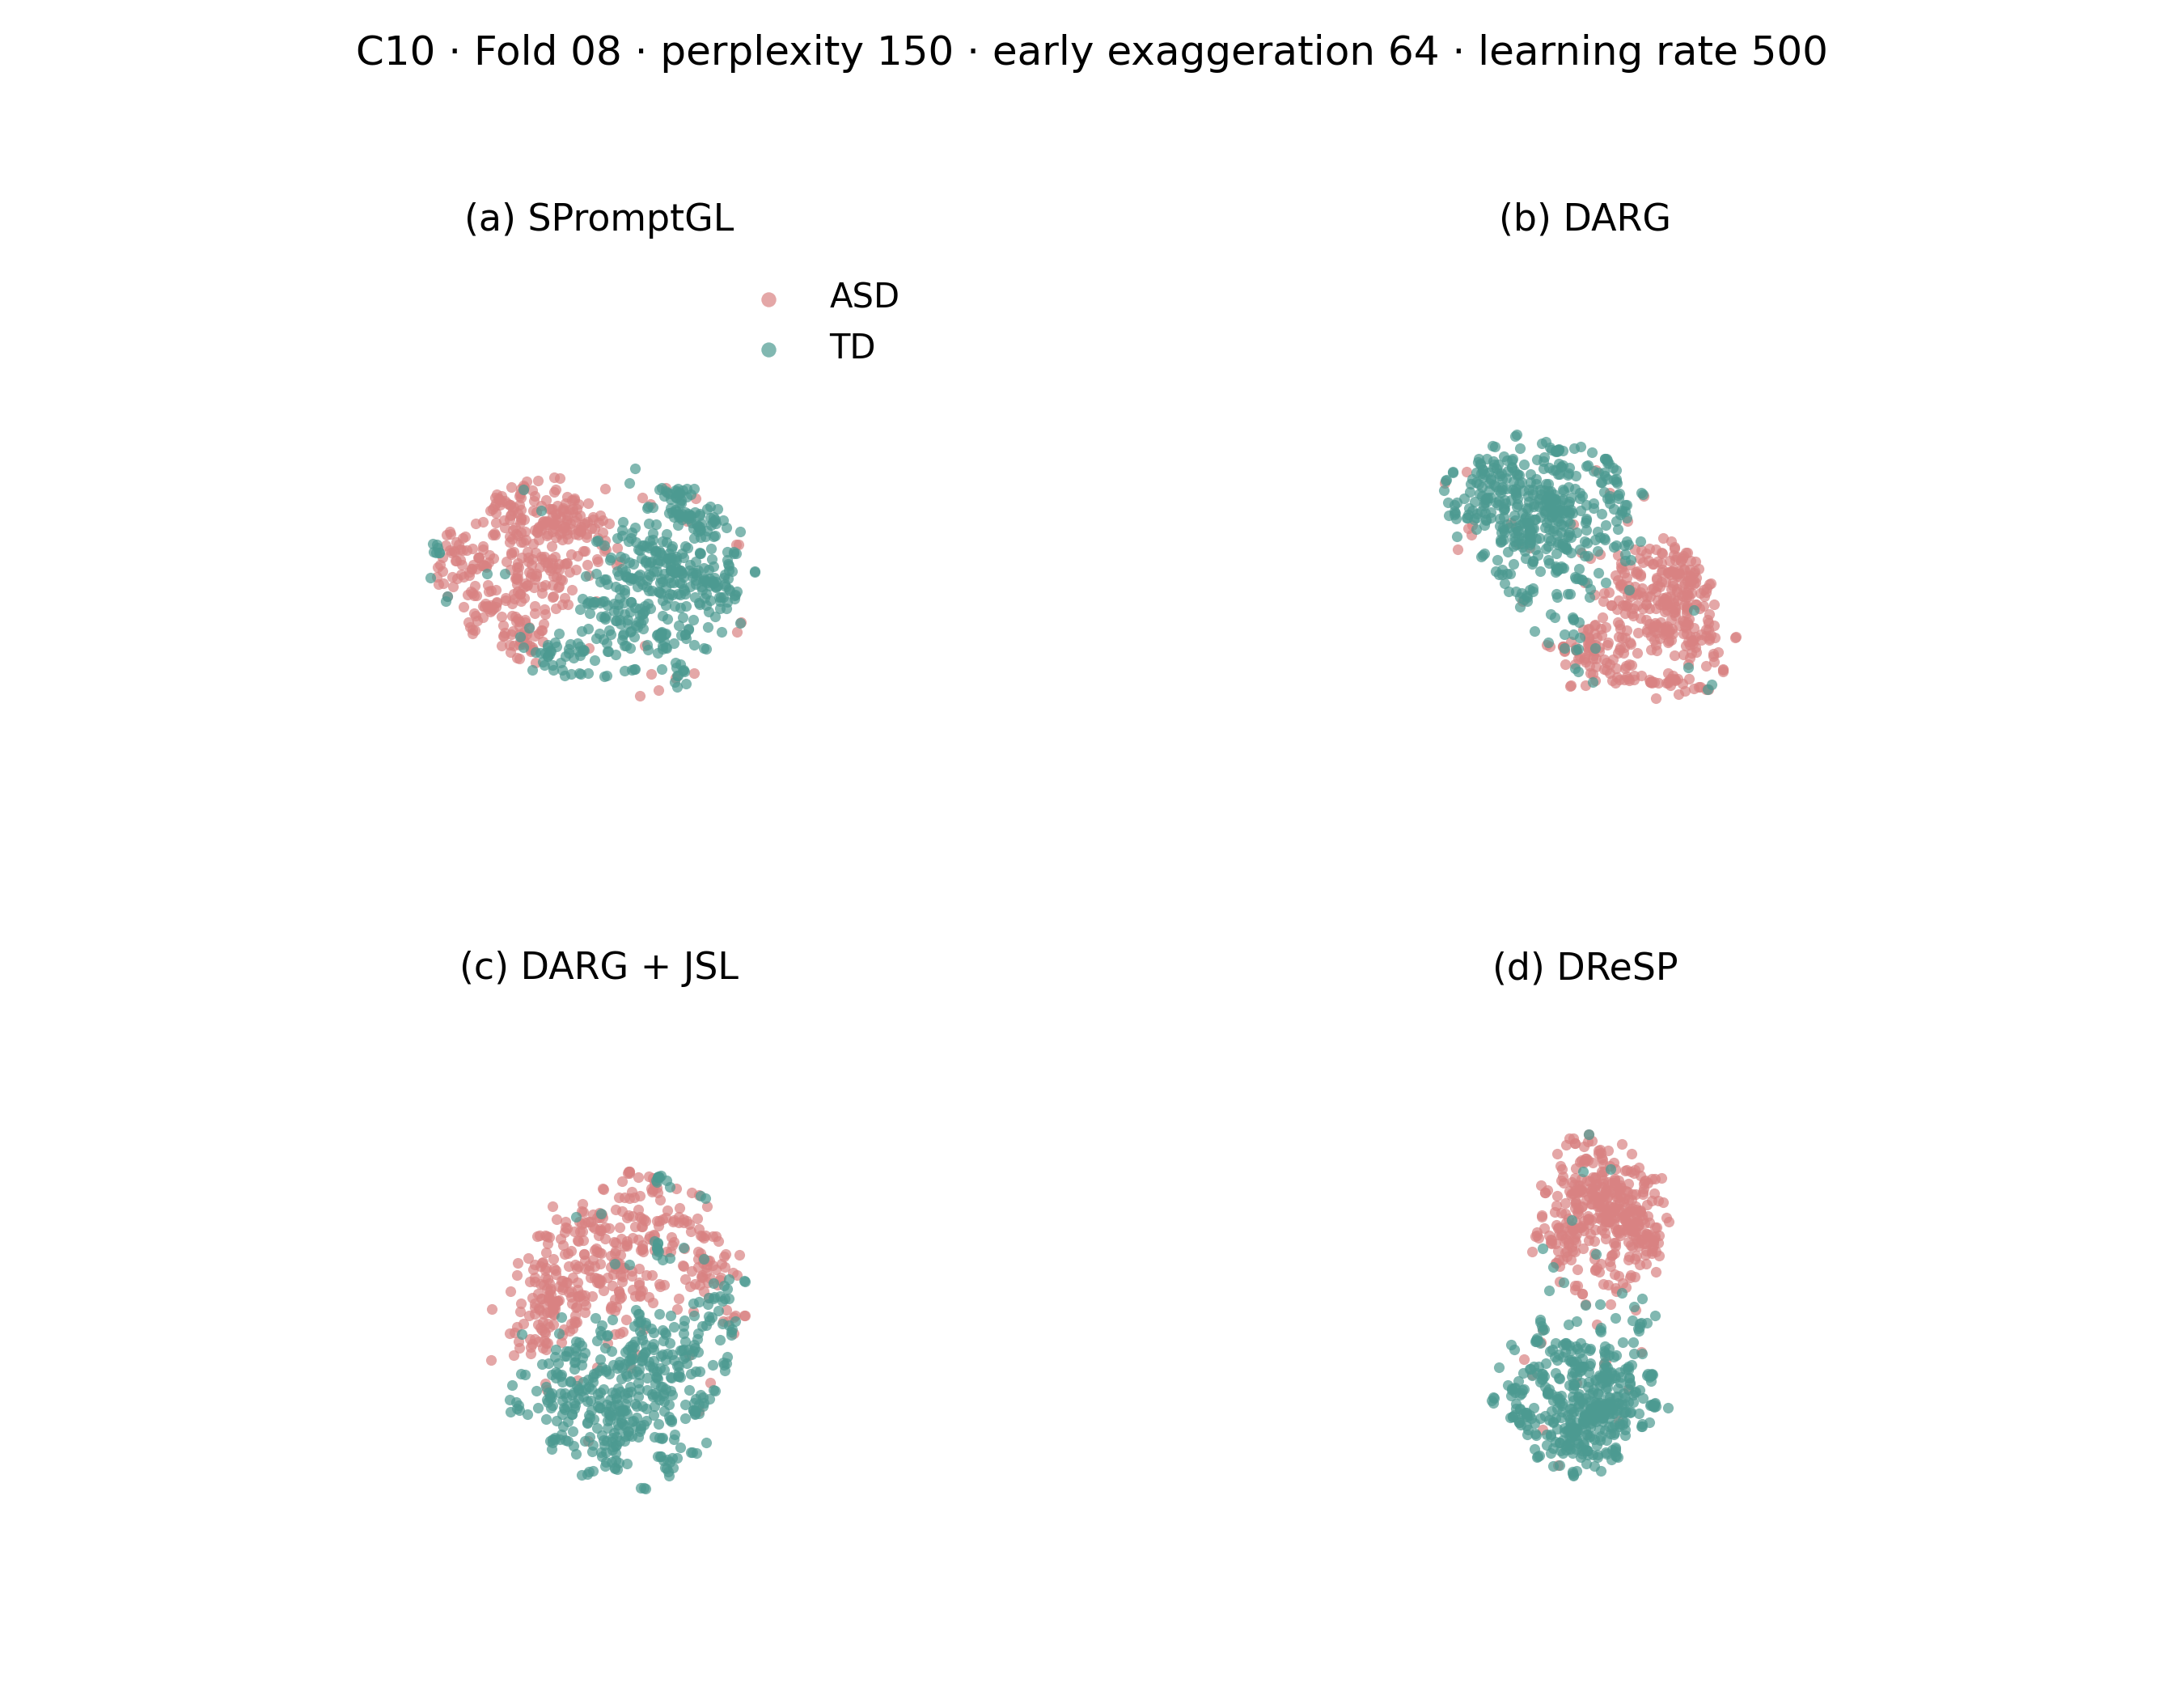 C10 · Fold 08 · perplexity 150 · early exaggeration 64 · learning rate 500
(a) SPromptGL
(b) DARG
ASD
TD
(c) DARG + JSL
(d) DReSP